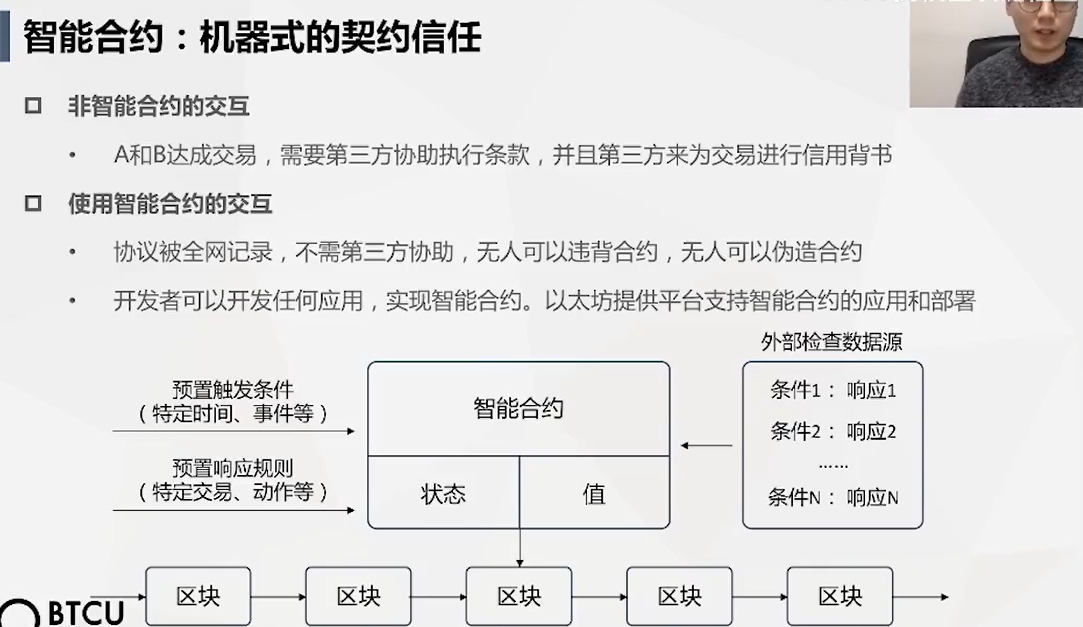 智能合约：机器式的契约信任
非智能合约的交互
A和B达成交易，需要第三方协助执行条款，并且第三方来为交易进行信用背书
使用智能合约的交互
协议被全网记录，不需第三方协助，无人可以违背合约，无人可以伪造合约
开发者可以开发任何应用，实现智能合约。以太坊提供平台支持智能合约的应用和部署
外部检查数据源
预置触发条件
（特定时间、事件等）
智能合约
条件1： 响应1
条件2： 响应2
……
条件N： 响应N
预置响应规则
（特定交易、动作等）
状态
值
区块
区块
区块
区块
区块
BTCU